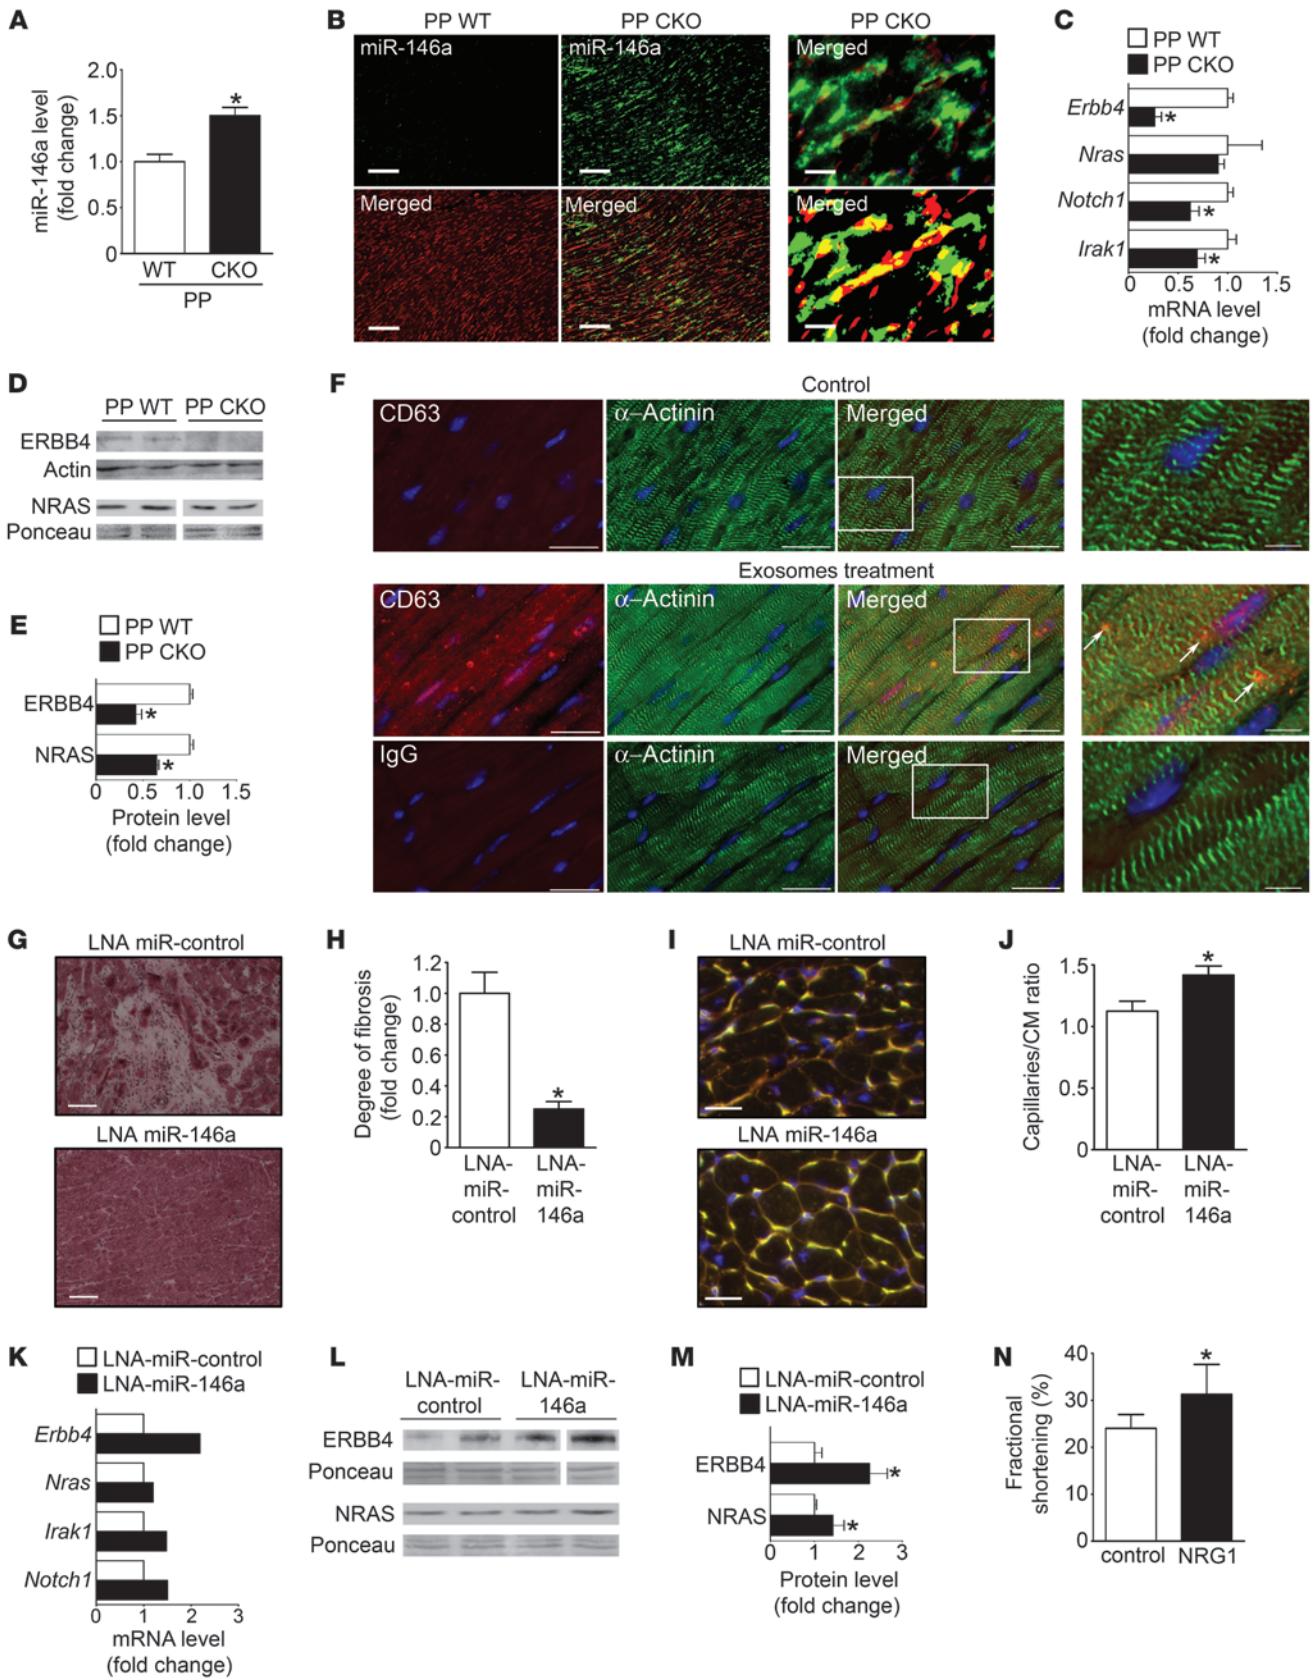 A
miR-146a level
(fold change)
2.0
1.5
1.0
0.5
0
*
WT CKO
PP
B
PP WT PP CKO PP CKO
miR-146a miR-146a Merged
Merged Merged Merged
C
PP WT
PP CKO
Erbb4
*
Nras
Notch1
*
Irak1
*
0 0.5 1.0 1.5
mRNA level
(fold change)
D
PP WT PP CKO
ERBB4
Actin
NRAS
Ponceau
E
PP WT
PP CKO
ERBB4
*
NRAS
*
0 0.5 1.0 1.5
Protein level
(fold change)
F
Control
CD63 α–Actinin Merged
Exosomes treatment
CD63 α–Actinin Merged
IgG α–Actinin Merged
G
LNA miR-control
LNA miR-146a
H
Degree of fibrosis
(fold change)
1.2
1.0
0.8
0.6
0.4
0.2
0
*
LNA-
miR-
control
LNA-
miR-
146a
I
LNA miR-control
LNA miR-146a
J
Capillaries/CM ratio
1.5
1.0
0.5
0
*
LNA-
miR-
control
LNA-
miR-
146a
K
LNA-miR-control
LNA-miR-146a
Erbb4
Nras
Irak1
Notch1
0 1 2 3
mRNA level
(fold change)
L
LNA-miR-
control
LNA-miR-
146a
ERBB4
Ponceau
NRAS
Ponceau
M
LNA-miR-control
LNA-miR-146a
ERBB4
*
NRAS
*
0 1 2 3
Protein level
(fold change)
N
Fractional
shortening (%)
40
30
20
10
0
*
control NRG1